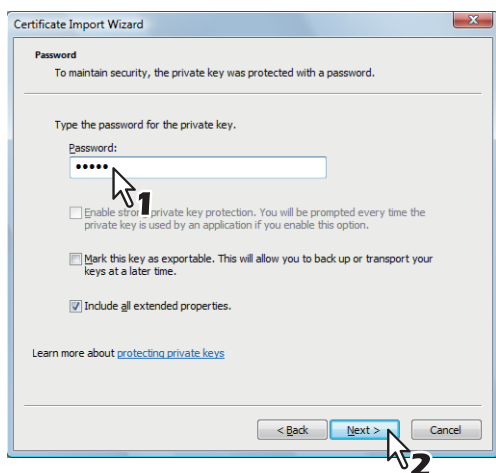 Certificate Import Wizard
Password
To maintain security, the private key was protected with a password.
Type the password for the private key.
Password:
•••••
1
Enable strong private key protection. You will be prompted every time the
private key is used by an application if you enable this option.
Mark this key as exportable. This will allow you to back up or transport your
keys at a later time.
Include all extended properties.
Learn more about protecting private keys
< Back Next > Cancel
2